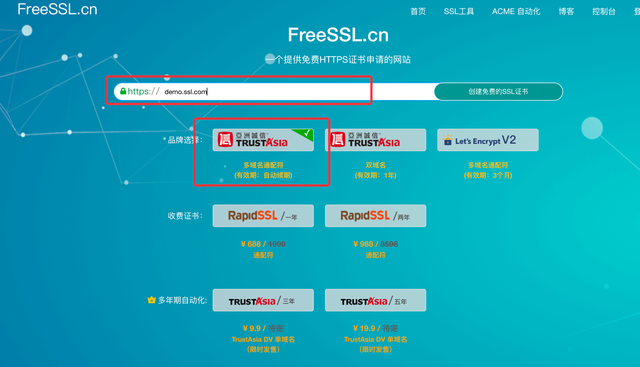 FreeSSL.cn
首页 SSL工具 ACME 自动化 博客 控制台
FreeSSL.cn
一个提供免费HTTPS证书申请的网站
https:// demo.ssl.com
创建免费的SSL证书
品牌选择:
亞洲誠信 TRUSTASIA
亞洲誠信 TRUSTASIA
Let's Encrypt V2
多域名通配符
(有效期：自动续期)
双域名
(有效期：1年)
多域名通配符
(有效期：3个月)
收费证书:
RapidSSL /一年
RapidSSL /两年
¥ 688 / 1999
通配符
¥ 988 / 3998
通配符
多年期自动化:
TRUSTASIA /三年
TRUSTASIA /五年
¥ 9.9 /
TrustAsia DV 单域名
（限时发售）
¥ 19.9 /
TrustAsia DV 单域名
（限时发售）